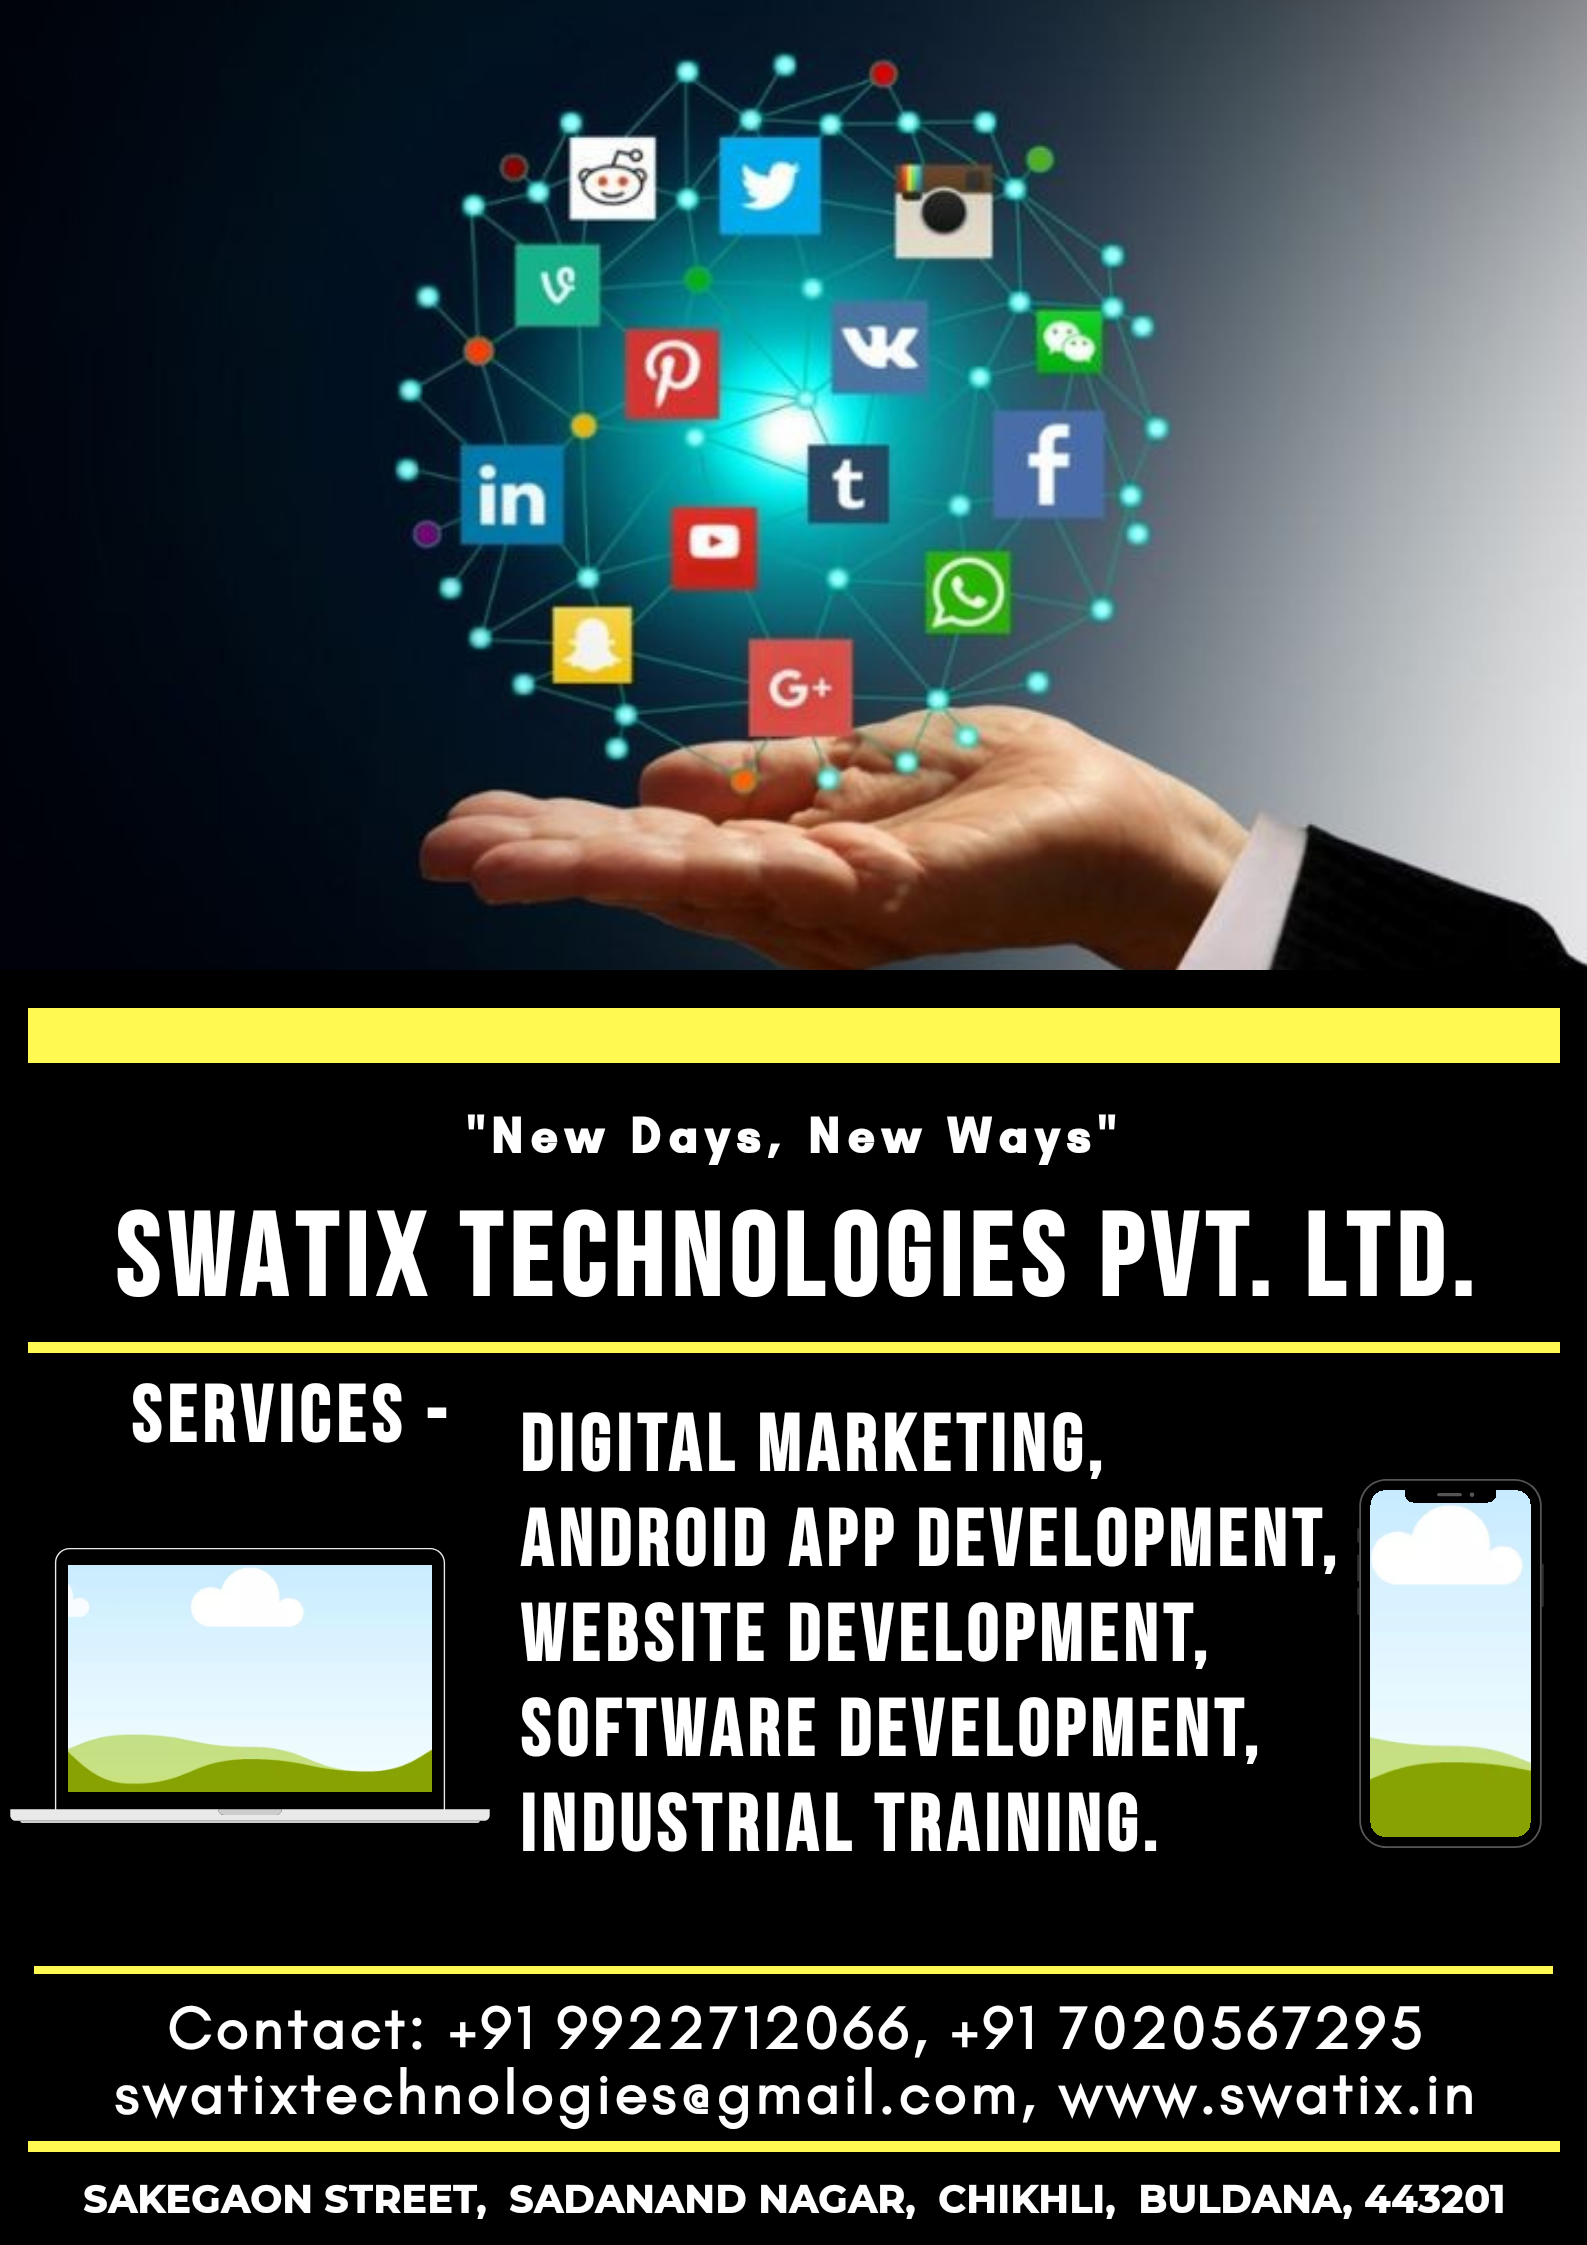 in
t
f
G+
"New Days, New Ways"
SWATIX TECHNOLOGIES PVT. LTD.
SERVICES -
DIGITAL MARKETING,
ANDROID APP DEVELOPMENT,
WEBSITE DEVELOPMENT,
SOFTWARE DEVELOPMENT,
INDUSTRIAL TRAINING.
Contact: +91 9922712066, +91 7020567295
swatixtechnologies@gmail.com, www.swatix.in
SAKEGAON STREET, SADANAND NAGAR, CHIKHLI, BULDANA, 443201